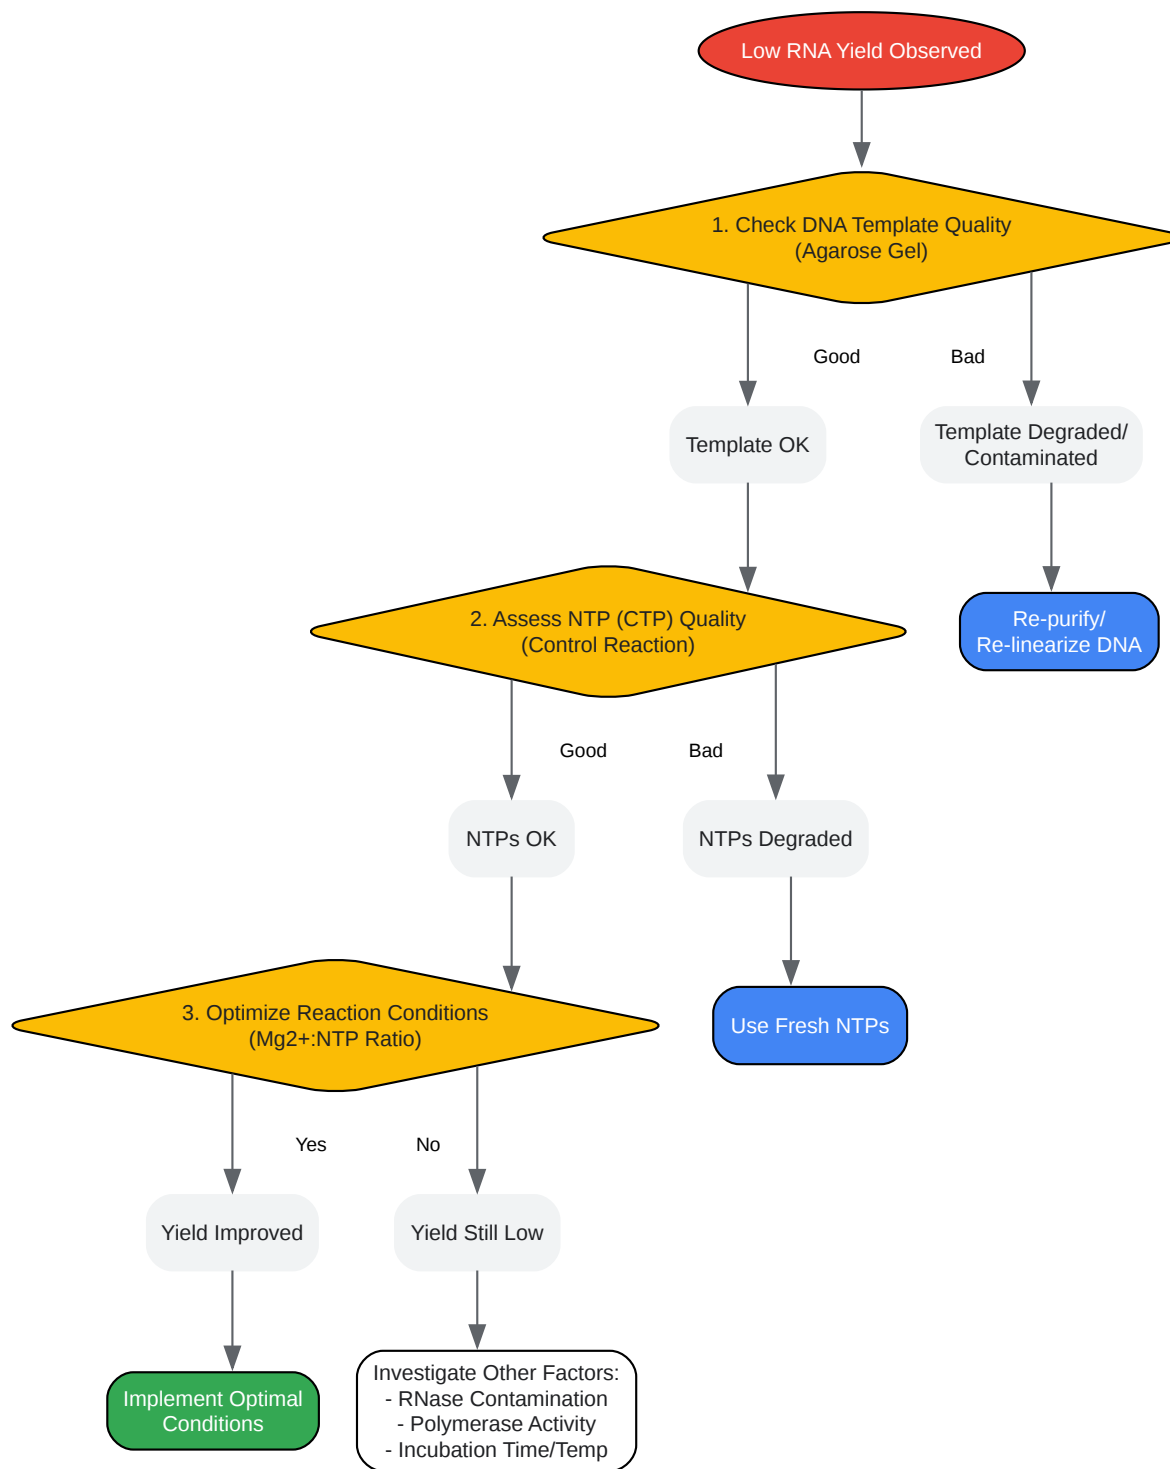 Low RNA Yield Observed
1. Check DNA Template Quality
(Agarose Gel)
Good
Bad
Template OK
Template Degraded/
Contaminated
2. Assess NTP (CTP) Quality
(Control Reaction)
Re-purify/
Re-linearize DNA
Good
Bad
NTPs OK
NTPs Degraded
3. Optimize Reaction Conditions
(Mg2+:NTP Ratio)
Use Fresh NTPs
Yes
No
Yield Improved
Yield Still Low
Implement Optimal
Conditions
Investigate Other Factors:
- RNase Contamination
- Polymerase Activity
- Incubation Time/Temp